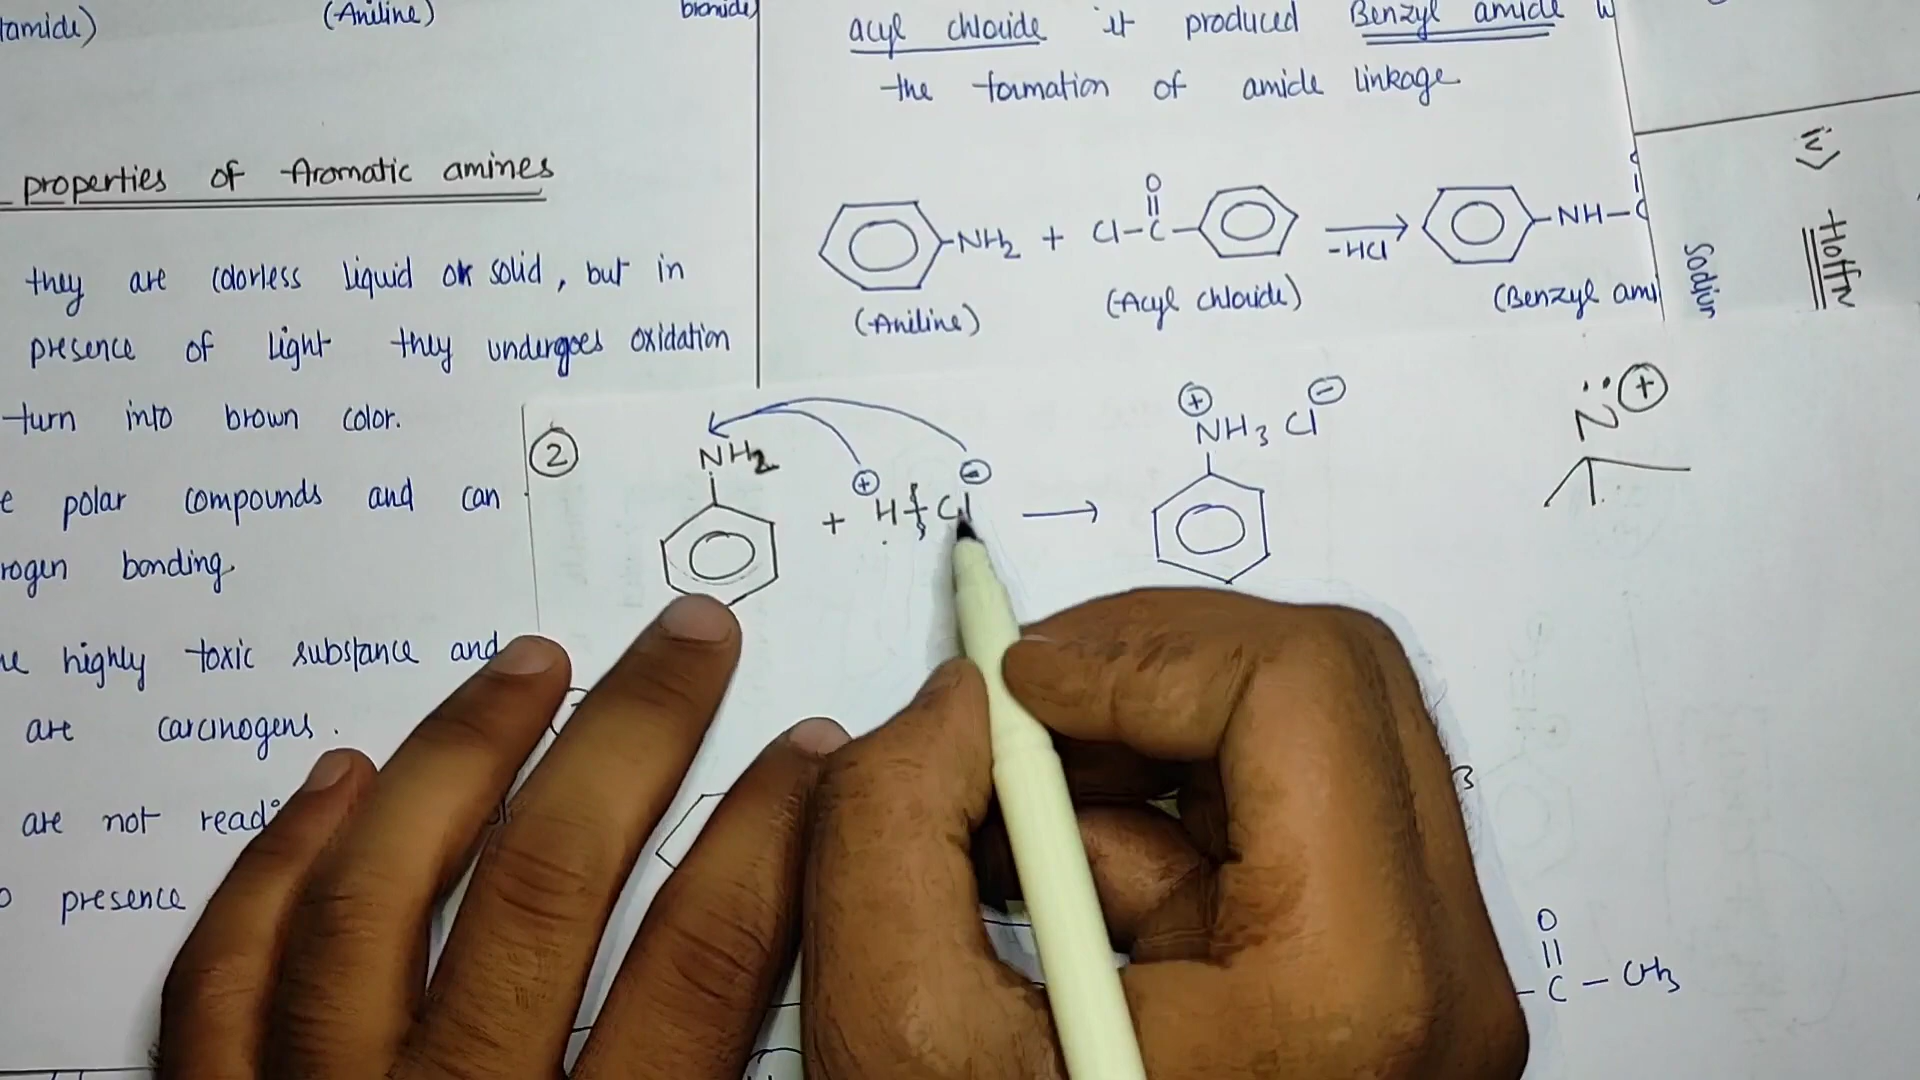 tamide)
(Aniline)
bromide)
properties of Aromatic amines
they are colorless liquid or solid, but in
presence of light they undergoes oxidation
turn into brown color.
e polar compounds and can
rogen bonding.
highly toxic substance and
are carcinogens.
are not readi
presence
acyl chloride it produced Benzyl amide
the formation of amide linkage
NH2 + Cl-C- O -HCl NH-C
(Aniline) (Acyl chloride) (Benzyl ami
iv)
Hoffn
Sodium
2
NH2 + H Cl
+ -
NH3 Cl
+ -
N +
O
-C-CH3